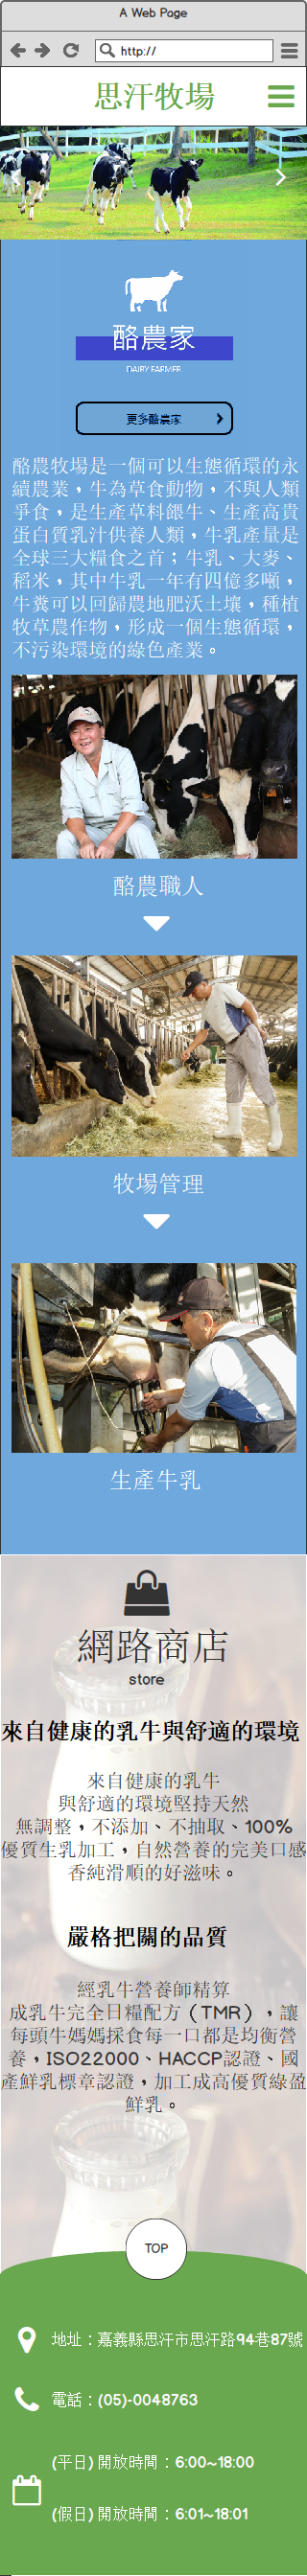 A Web Page
http://
思汗牧場
酪農家
DAIRY FARMER
更多酪農家
酪農牧場是一個可以生態循環的永
續農業，牛為草食動物，不與人類
爭食，是生產草料餵牛、生產高貴
蛋白質乳汁供養人類，牛乳產量是
全球三大糧食之首；牛乳、大麥、
稻米，其中牛乳一年有四億多噸，
牛糞可以回歸農地肥沃土壤，種植
牧草農作物，形成一個生態循環，
不污染環境的綠色產業。
酪農職人
牧場管理
生產牛乳
網路商店
store
來自健康的乳牛與舒適的環境
來自健康的乳牛
與舒適的環境堅持天然
無調整，不添加、不抽取、100%
優質生乳加工，自然營養的完美口感
香純滑順的好滋味。
嚴格把關的品質
經乳牛營養師精算
成乳牛完全日糧配方（TMR），讓
每頭牛媽媽採食每一口都是均衡營
養，ISO22000、HACCP認證、國
產鮮乳標章認證，加工成高優質綠盈
鮮乳。
TOP
地址：嘉義縣思汗市思汗路94巷87號
電話：(05)-0048763
(平日) 開放時間：6:00~18:00
(假日) 開放時間：6:01~18:01